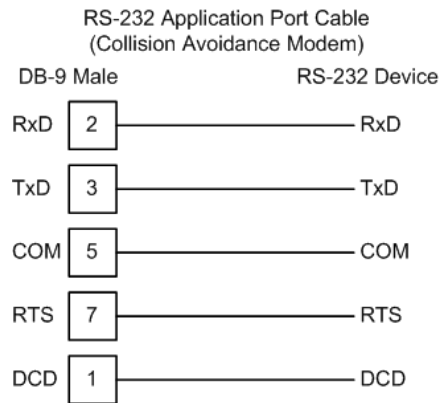 RS-232 Application Port Cable
(Collision Avoidance Modem)
DB-9 Male RS-232 Device
RxD 2 RxD
TxD 3 TxD
COM 5 COM
RTS 7 RTS
DCD 1 DCD